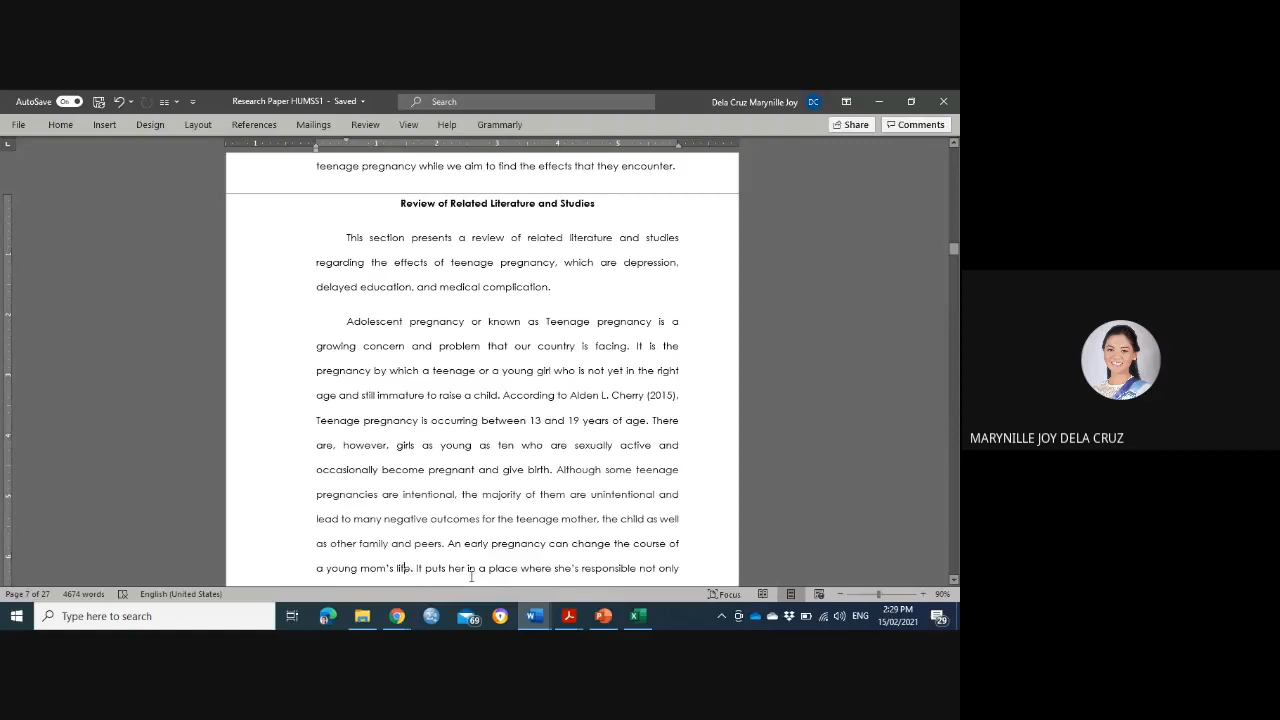 AutoSave On Research Paper HUMSS1 - Saved Search Dela Cruz Marynille Joy DC
File Home Insert Design Layout References Mailings Review View Help Grammarly Share Comments
1 1 2 3 4 5
teenage pregnancy while we aim to find the effects that they encounter.
Review of Related Literature and Studies
This section presents a review of related literature and studies
regarding the effects of teenage pregnancy, which are depression,
delayed education, and medical complication.
Adolescent pregnancy or known as Teenage pregnancy is a
growing concern and problem that our country is facing. It is the
pregnancy by which a teenage or a young girl who is not yet in the right
age and still immature to raise a child. According to Alden L. Cherry (2015),
Teenage pregnancy is occurring between 13 and 19 years of age. There
are, however, girls as young as ten who are sexually active and
occasionally become pregnant and give birth. Although some teenage
pregnancies are intentional, the majority of them are unintentional and
lead to many negative outcomes for the teenage mother, the child as well
as other family and peers. An early pregnancy can change the course of
a young mom's life. It puts her in a place where she's responsible not only
Page 7 of 27 4674 words English (United States) Focus 90%
Type here to search 69 ENG 2:29 PM 15/02/2021 29
MARYNILLE JOY DELA CRUZ